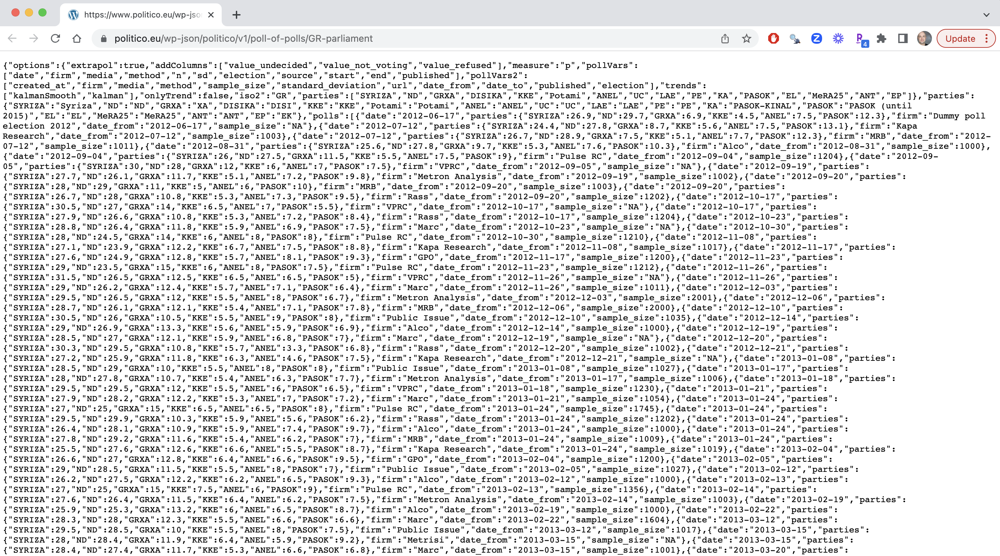 https://www.politico.eu/wp-jso
politico.eu/wp-json/politico/v1/poll-of-polls/GR-parliament
4
Update
{"options":{"extrapol":true,"addColumns":["value_undecided","value_not_voting","value_refused"],"measure":"p","pollVars":
["date","firm","media","method","n","sd","election","source","start","end","published"],"pollVars2":
["created_at","firm","media","method","sample_size","standard_deviation","url","date_from","date_to","published","election"],"trends":
["kalmanSmooth","kalman"],"onlyTrend":false,"iso2":"GR","parties":["SYRIZA","ND","GRXA","DISIKA","KKE","Potami","ANEL","UC","LAE","PE","KA","PASOK","EL","MeRA25","ANT","EP"]},"parties":
{"SYRIZA":"Syriza","ND":"ND","GRXA":"XA","DISIKA":"DISI","KKE":"KKE","Potami":"Potami","ANEL":"ANEL","UC":"UC","LAE":"LAE","PE":"PE","KA":"PASOK-KINAL","PASOK":"PASOK (until
2015)","EL":"EL","MeRA25":"MeRA25","ANT":"ANT","EP":"EK"},"polls":[{"date":"2012-06-17","parties":{"SYRIZA":26.9,"ND":29.7,"GRXA":6.9,"KKE":4.5,"ANEL":7.5,"PASOK":12.3},"firm":"Dummy poll
election 2012","date_from":"2012-06-17","sample_size":"NA"},{"date":"2012-07-12","parties":{"SYRIZA":24.4,"ND":27.8,"GRXA":8.7,"KKE":5.6,"ANEL":7.5,"PASOK":13.1},"firm":"Kapa
Research","date_from":"2012-07-12","sample_size":1003},{"date":"2012-07-12","parties":{"SYRIZA":26.7,"ND":28.9,"GRXA":7.5,"KKE":5.1,"ANEL":7.7,"PASOK":12.3},"firm":"MRB","date_from":"2012-
07-12","sample_size":1011},{"date":"2012-08-31","parties":{"SYRIZA":25.6,"ND":27.8,"GRXA":9.7,"KKE":5.3,"ANEL":7.6,"PASOK":10.3},"firm":"Alco","date_from":"2012-08-31","sample_size":1000},
{"date":"2012-09-04","parties":{"SYRIZA":26,"ND":27.5,"GRXA":11.5,"KKE":5.5,"ANEL":7.5,"PASOK":9},"firm":"Pulse RC","date_from":"2012-09-04","sample_size":1204},{"date":"2012-09-
05","parties":{"SYRIZA":30,"ND":28,"GRXA":12,"KKE":6,"ANEL":7,"PASOK":7.5},"firm":"VPRC","date_from":"2012-09-05","sample_size":"NA"},{"date":"2012-09-19","parties":
{"SYRIZA":27.7,"ND":26.1,"GRXA":11.7,"KKE":5.1,"ANEL":7.2,"PASOK":9.8},"firm":"Metron Analysis","date_from":"2012-09-19","sample_size":1002},{"date":"2012-09-20","parties":
{"SYRIZA":28,"ND":29,"GRXA":11,"KKE":5,"ANEL":6,"PASOK":10},"firm":"MRB","date_from":"2012-09-20","sample_size":1003},{"date":"2012-09-20","parties":
{"SYRIZA":26.7,"ND":28,"GRXA":10.8,"KKE":5.3,"ANEL":7.3,"PASOK":9.5},"firm":"Rass","date_from":"2012-09-20","sample_size":1202},{"date":"2012-10-17","parties":
{"SYRIZA":30.5,"ND":27,"GRXA":14,"KKE":6.5,"ANEL":7,"PASOK":5.5},"firm":"VPRC","date_from":"2012-10-17","sample_size":"NA"},{"date":"2012-10-17","parties":
{"SYRIZA":27.9,"ND":26.6,"GRXA":10.8,"KKE":5.3,"ANEL":7.2,"PASOK":8.4},"firm":"Rass","date_from":"2012-10-17","sample_size":1204},{"date":"2012-10-23","parties":
{"SYRIZA":28.8,"ND":26.4,"GRXA":11.8,"KKE":5.9,"ANEL":6.9,"PASOK":7.5},"firm":"Marc","date_from":"2012-10-23","sample_size":"NA"},{"date":"2012-10-30","parties":
{"SYRIZA":28,"ND":24.5,"GRXA":14,"KKE":6,"ANEL":8,"PASOK":8},"firm":"Pulse RC","date_from":"2012-10-30","sample_size":1210},{"date":"2012-11-08","parties":
{"SYRIZA":27.1,"ND":23.9,"GRXA":12.2,"KKE":6.7,"ANEL":7.5,"PASOK":8.8},"firm":"Kapa Research","date_from":"2012-11-08","sample_size":1017},{"date":"2012-11-17","parties":
{"SYRIZA":27.6,"ND":24.9,"GRXA":12.8,"KKE":5.7,"ANEL":8.1,"PASOK":9.3},"firm":"GPO","date_from":"2012-11-17","sample_size":1200},{"date":"2012-11-23","parties":
{"SYRIZA":29,"ND":23.5,"GRXA":15,"KKE":6,"ANEL":8,"PASOK":7.5},"firm":"Pulse RC","date_from":"2012-11-23","sample_size":1212},{"date":"2012-11-26","parties":
{"SYRIZA":31.5,"ND":26.5,"GRXA":12.5,"KKE":6.5,"ANEL":6.5,"PASOK":5},"firm":"VPRC","date_from":"2012-11-26","sample_size":"NA"},{"date":"2012-11-26","parties":
{"SYRIZA":29,"ND":26.2,"GRXA":12.4,"KKE":5.7,"ANEL":7.1,"PASOK":6.4},"firm":"Marc","date_from":"2012-11-26","sample_size":1011},{"date":"2012-12-03","parties":
{"SYRIZA":29.5,"ND":26.5,"GRXA":12,"KKE":5.5,"ANEL":8,"PASOK":6.7},"firm":"Metron Analysis","date_from":"2012-12-03","sample_size":2001},{"date":"2012-12-06","parties":
{"SYRIZA":28.7,"ND":26.1,"GRXA":12.1,"KKE":5.4,"ANEL":7.1,"PASOK":7.8},"firm":"MRB","date_from":"2012-12-06","sample_size":2000},{"date":"2012-12-10","parties":
{"SYRIZA":30.5,"ND":26,"GRXA":10.5,"KKE":5.5,"ANEL":9,"PASOK":8},"firm":"Public Issue","date_from":"2012-12-10","sample_size":1035},{"date":"2012-12-14","parties":
{"SYRIZA":29,"ND":26.9,"GRXA":13.3,"KKE":5.6,"ANEL":5.9,"PASOK":6.9},"firm":"Alco","date_from":"2012-12-14","sample_size":1000},{"date":"2012-12-19","parties":
{"SYRIZA":28.5,"ND":27,"GRXA":12.1,"KKE":5.9,"ANEL":6.8,"PASOK":7},"firm":"Marc","date_from":"2012-12-19","sample_size":"NA"},{"date":"2012-12-20","parties":
{"SYRIZA":30.3,"ND":29.5,"GRXA":10.8,"KKE":5.7,"ANEL":3.3,"PASOK":6.8},"firm":"Rass","date_from":"2012-12-20","sample_size":1002},{"date":"2012-12-21","parties":
{"SYRIZA":27.2,"ND":25.9,"GRXA":11.8,"KKE":6.3,"ANEL":4.6,"PASOK":7.5},"firm":"Kapa Research","date_from":"2012-12-21","sample_size":"NA"},{"date":"2013-01-08","parties":
{"SYRIZA":28.5,"ND":29,"GRXA":10,"KKE":5.5,"ANEL":8,"PASOK":8},"firm":"Public Issue","date_from":"2013-01-08","sample_size":1027},{"date":"2013-01-17","parties":
{"SYRIZA":28,"ND":27.8,"GRXA":10.7,"KKE":5.4,"ANEL":6.3,"PASOK":7.7},"firm":"Metron Analysis","date_from":"2013-01-17","sample_size":1006},{"date":"2013-01-18","parties":
{"SYRIZA":29.5,"ND":29.5,"GRXA":12,"KKE":5.5,"ANEL":6,"PASOK":6.5},"firm":"VPRC","date_from":"2013-01-18","sample_size":1230},{"date":"2013-01-21","parties":
{"SYRIZA":27.9,"ND":28.2,"GRXA":12.2,"KKE":5.3,"ANEL":7,"PASOK":7.2},"firm":"Marc","date_from":"2013-01-21","sample_size":1054},{"date":"2013-01-24","parties":
{"SYRIZA":27,"ND":25,"GRXA":15,"KKE":6.5,"ANEL":6.5,"PASOK":8},"firm":"Pulse RC","date_from":"2013-01-24","sample_size":1745},{"date":"2013-01-24","parties":
{"SYRIZA":29.5,"ND":29.9,"GRXA":10.3,"KKE":5.9,"ANEL":5.6,"PASOK":6.2},"firm":"Rass","date_from":"2013-01-24","sample_size":1202},{"date":"2013-01-24","parties":
{"SYRIZA":26.4,"ND":28.1,"GRXA":10.9,"KKE":5.9,"ANEL":7.4,"PASOK":9.7},"firm":"Alco","date_from":"2013-01-24","sample_size":1000},{"date":"2013-01-24","parties":
{"SYRIZA":27.8,"ND":29.2,"GRXA":11.6,"KKE":5.4,"ANEL":6.2,"PASOK":7},"firm":"MRB","date_from":"2013-01-24","sample_size":1009},{"date":"2013-01-24","parties":
{"SYRIZA":25.5,"ND":27.6,"GRXA":12.6,"KKE":6.6,"ANEL":5.5,"PASOK":8.7},"firm":"Kapa Research","date_from":"2013-01-24","sample_size":1019},{"date":"2013-02-04","parties":
{"SYRIZA":26.6,"ND":27,"GRXA":12.8,"KKE":6.4,"ANEL":6.6,"PASOK":9.5},"firm":"GPO","date_from":"2013-02-04","sample_size":1200},{"date":"2013-02-05","parties":
{"SYRIZA":29,"ND":28.5,"GRXA":11.5,"KKE":5.5,"ANEL":8,"PASOK":7},"firm":"Public Issue","date_from":"2013-02-05","sample_size":1027},{"date":"2013-02-12","parties":
{"SYRIZA":26.2,"ND":27.5,"GRXA":12.2,"KKE":6.2,"ANEL":6.5,"PASOK":9.3},"firm":"Alco","date_from":"2013-02-12","sample_size":1000},{"date":"2013-02-13","parties":
{"SYRIZA":27,"ND":25,"GRXA":15,"KKE":7.5,"ANEL":6,"PASOK":9},"firm":"Pulse RC","date_from":"2013-02-13","sample_size":1356},{"date":"2013-02-14","parties":
{"SYRIZA":27.6,"ND":26.4,"GRXA":11.5,"KKE":6.4,"ANEL":6.2,"PASOK":7.5},"firm":"Metron Analysis","date_from":"2013-02-14","sample_size":1003},{"date":"2013-02-19","parties":
{"SYRIZA":25.9,"ND":25.3,"GRXA":13.2,"KKE":6,"ANEL":6.5,"PASOK":8.7},"firm":"Alco","date_from":"2013-02-19","sample_size":1000},{"date":"2013-02-22","parties":
{"SYRIZA":28.3,"ND":28,"GRXA":12.3,"KKE":5.5,"ANEL":6.6,"PASOK":6.6},"firm":"Marc","date_from":"2013-02-22","sample_size":1604},{"date":"2013-03-12","parties":
{"SYRIZA":29.5,"ND":28.5,"GRXA":10,"KKE":5.5,"ANEL":8,"PASOK":7.5},"firm":"Public Issue","date_from":"2013-03-12","sample_size":1017},{"date":"2013-03-15","parties":
{"SYRIZA":28,"ND":28.4,"GRXA":11.9,"KKE":6.4,"ANEL":5.9,"PASOK":9.2},"firm":"Metrisi","date_from":"2013-03-15","sample_size":"NA"},{"date":"2013-03-15","parties":
{"SYRIZA":28.4,"ND":27.4,"GRXA":11.7,"KKE":5.3,"ANEL":6.6,"PASOK":6.8},"firm":"Marc","date_from":"2013-03-15","sample_size":1001},{"date":"2013-03-20","parties":